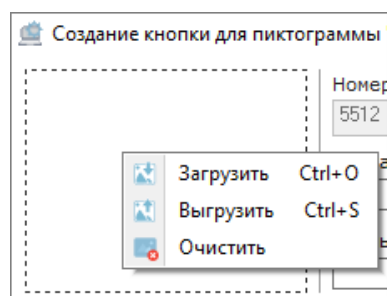 Создание кнопки для пиктограммы
Номер
5512
Загрузить Ctrl+O
Выгрузить Ctrl+S
Очистить